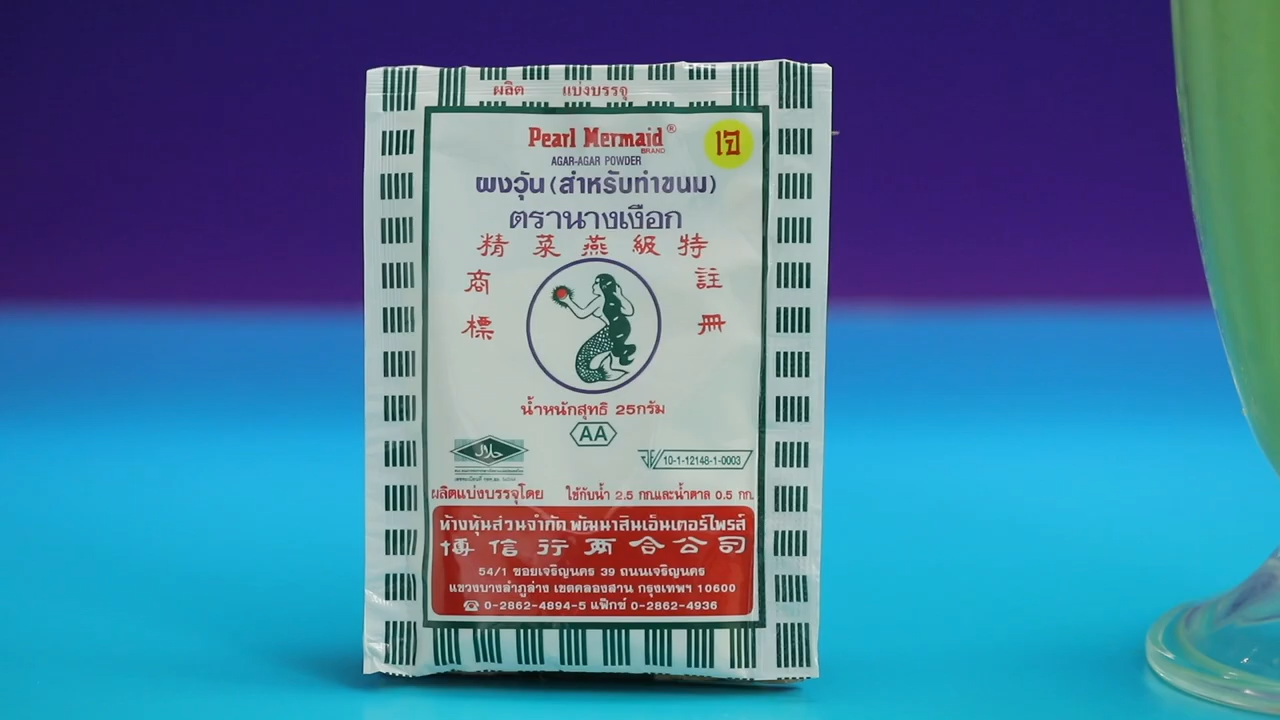 ผลิต แบ่งบรรจุ
Pearl Mermaid®
BRAND
เจ
AGAR-AGAR POWDER
ผงวุ้น (สำหรับทำขนม)
ตรานางเงือก
精菜燕級特
商 註
標 冊
น้ำหนักสุทธิ 25กรัม
AA
حلال
10-1-12148-1-0003
ผลิตแบ่งบรรจุโดย ใช้กับน้ำ 2.5 กก.และน้ำตาล 0.5 กก.
ห้างหุ้นส่วนจำกัด พัฒนาสินเอ็นเตอร์ไพรส์
博信行两合公司
54/1 ซอยเจริญนคร 39 ถนนเจริญนคร
แขวงบางลำภูล่าง เขตคลองสาน กรุงเทพฯ 10600
☎ 0-2862-4894-5 แฟ๊กซ์ 0-2862-4936